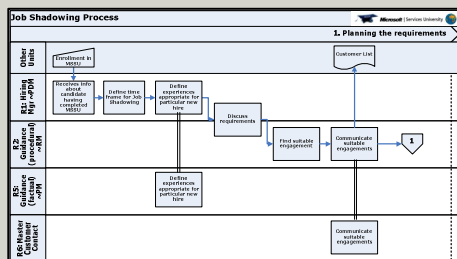 Job Shadowing Process
Microsoft | Services University
1. Planning the requirements
Other
Units
Enrollment in
MSSU
Customer List
R1: Hiring
Mgr ~PDM
Receives info
about
candidate
having
completed
MSSU
Define time
frame for Job
Shadowing
Define
experiences
appropriate for
particular new
hire
Discuss
requirements
R2:
Guidance
(procedural)
~RM
Find suitable
engagement
Communicate
suitable
engagements
1
R5:
Guidance
(factual)
~PM
Define
experiences
appropriate for
particular new
hire
R6:Master
Customer
Contact
Communicate
suitable
engagements